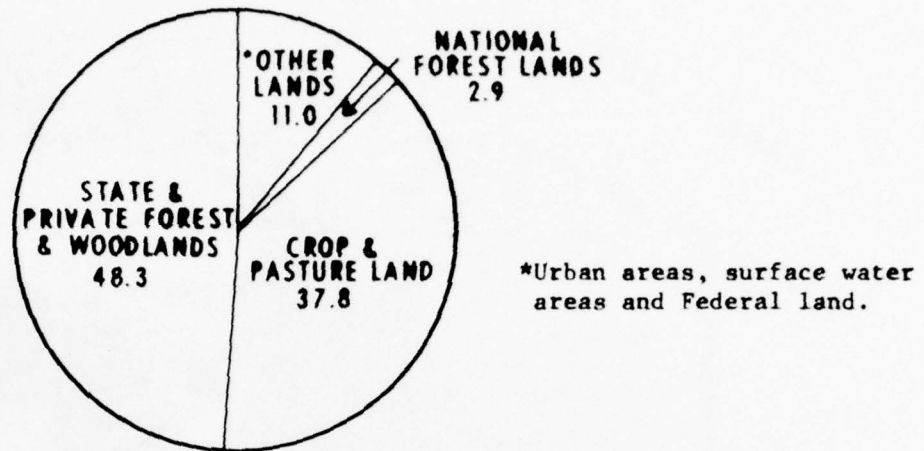 *OTHER
LANDS
11.0
NATIONAL
FOREST LANDS
2.9
STATE &
PRIVATE FOREST
& WOODLANDS
48.3
CROP &
PASTURE LAND
37.8
*Urban areas, surface water
areas and Federal land.